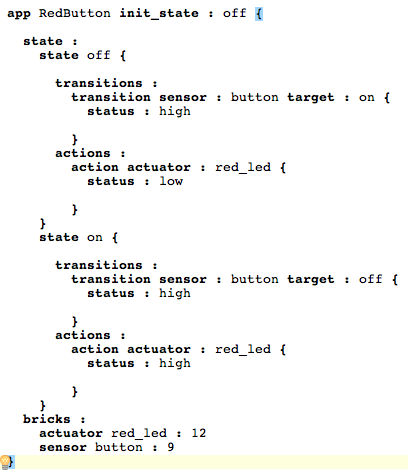 app RedButton init_state : off {
state :
state off {
transitions :
transition sensor : button target : on {
status : high
}
actions :
action actuator : red_led {
status : low
}
}
state on {
transitions :
transition sensor : button target : off {
status : high
}
actions :
action actuator : red_led {
status : high
}
}
bricks :
actuator red_led : 12
sensor button : 9
}